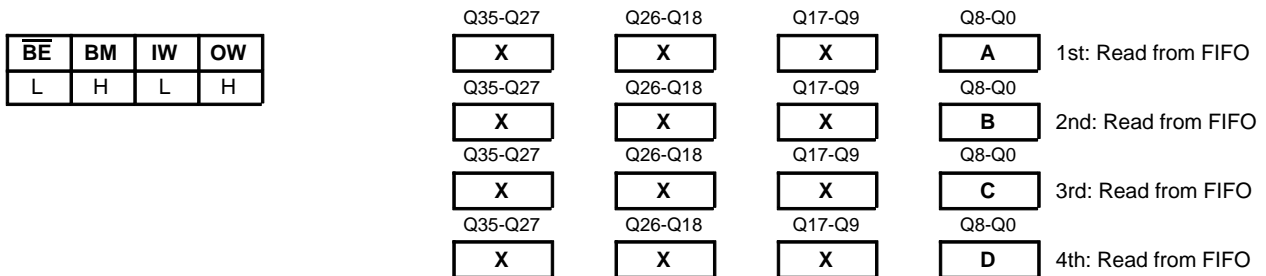 Q35-Q27 Q26-Q18 Q17-Q9 Q8-Q0
BE BM IW OW X X X A 1st: Read from FIFO
L H L H
Q35-Q27 Q26-Q18 Q17-Q9 Q8-Q0
X X X B 2nd: Read from FIFO
Q35-Q27 Q26-Q18 Q17-Q9 Q8-Q0
X X X C 3rd: Read from FIFO
Q35-Q27 Q26-Q18 Q17-Q9 Q8-Q0
X X X D 4th: Read from FIFO